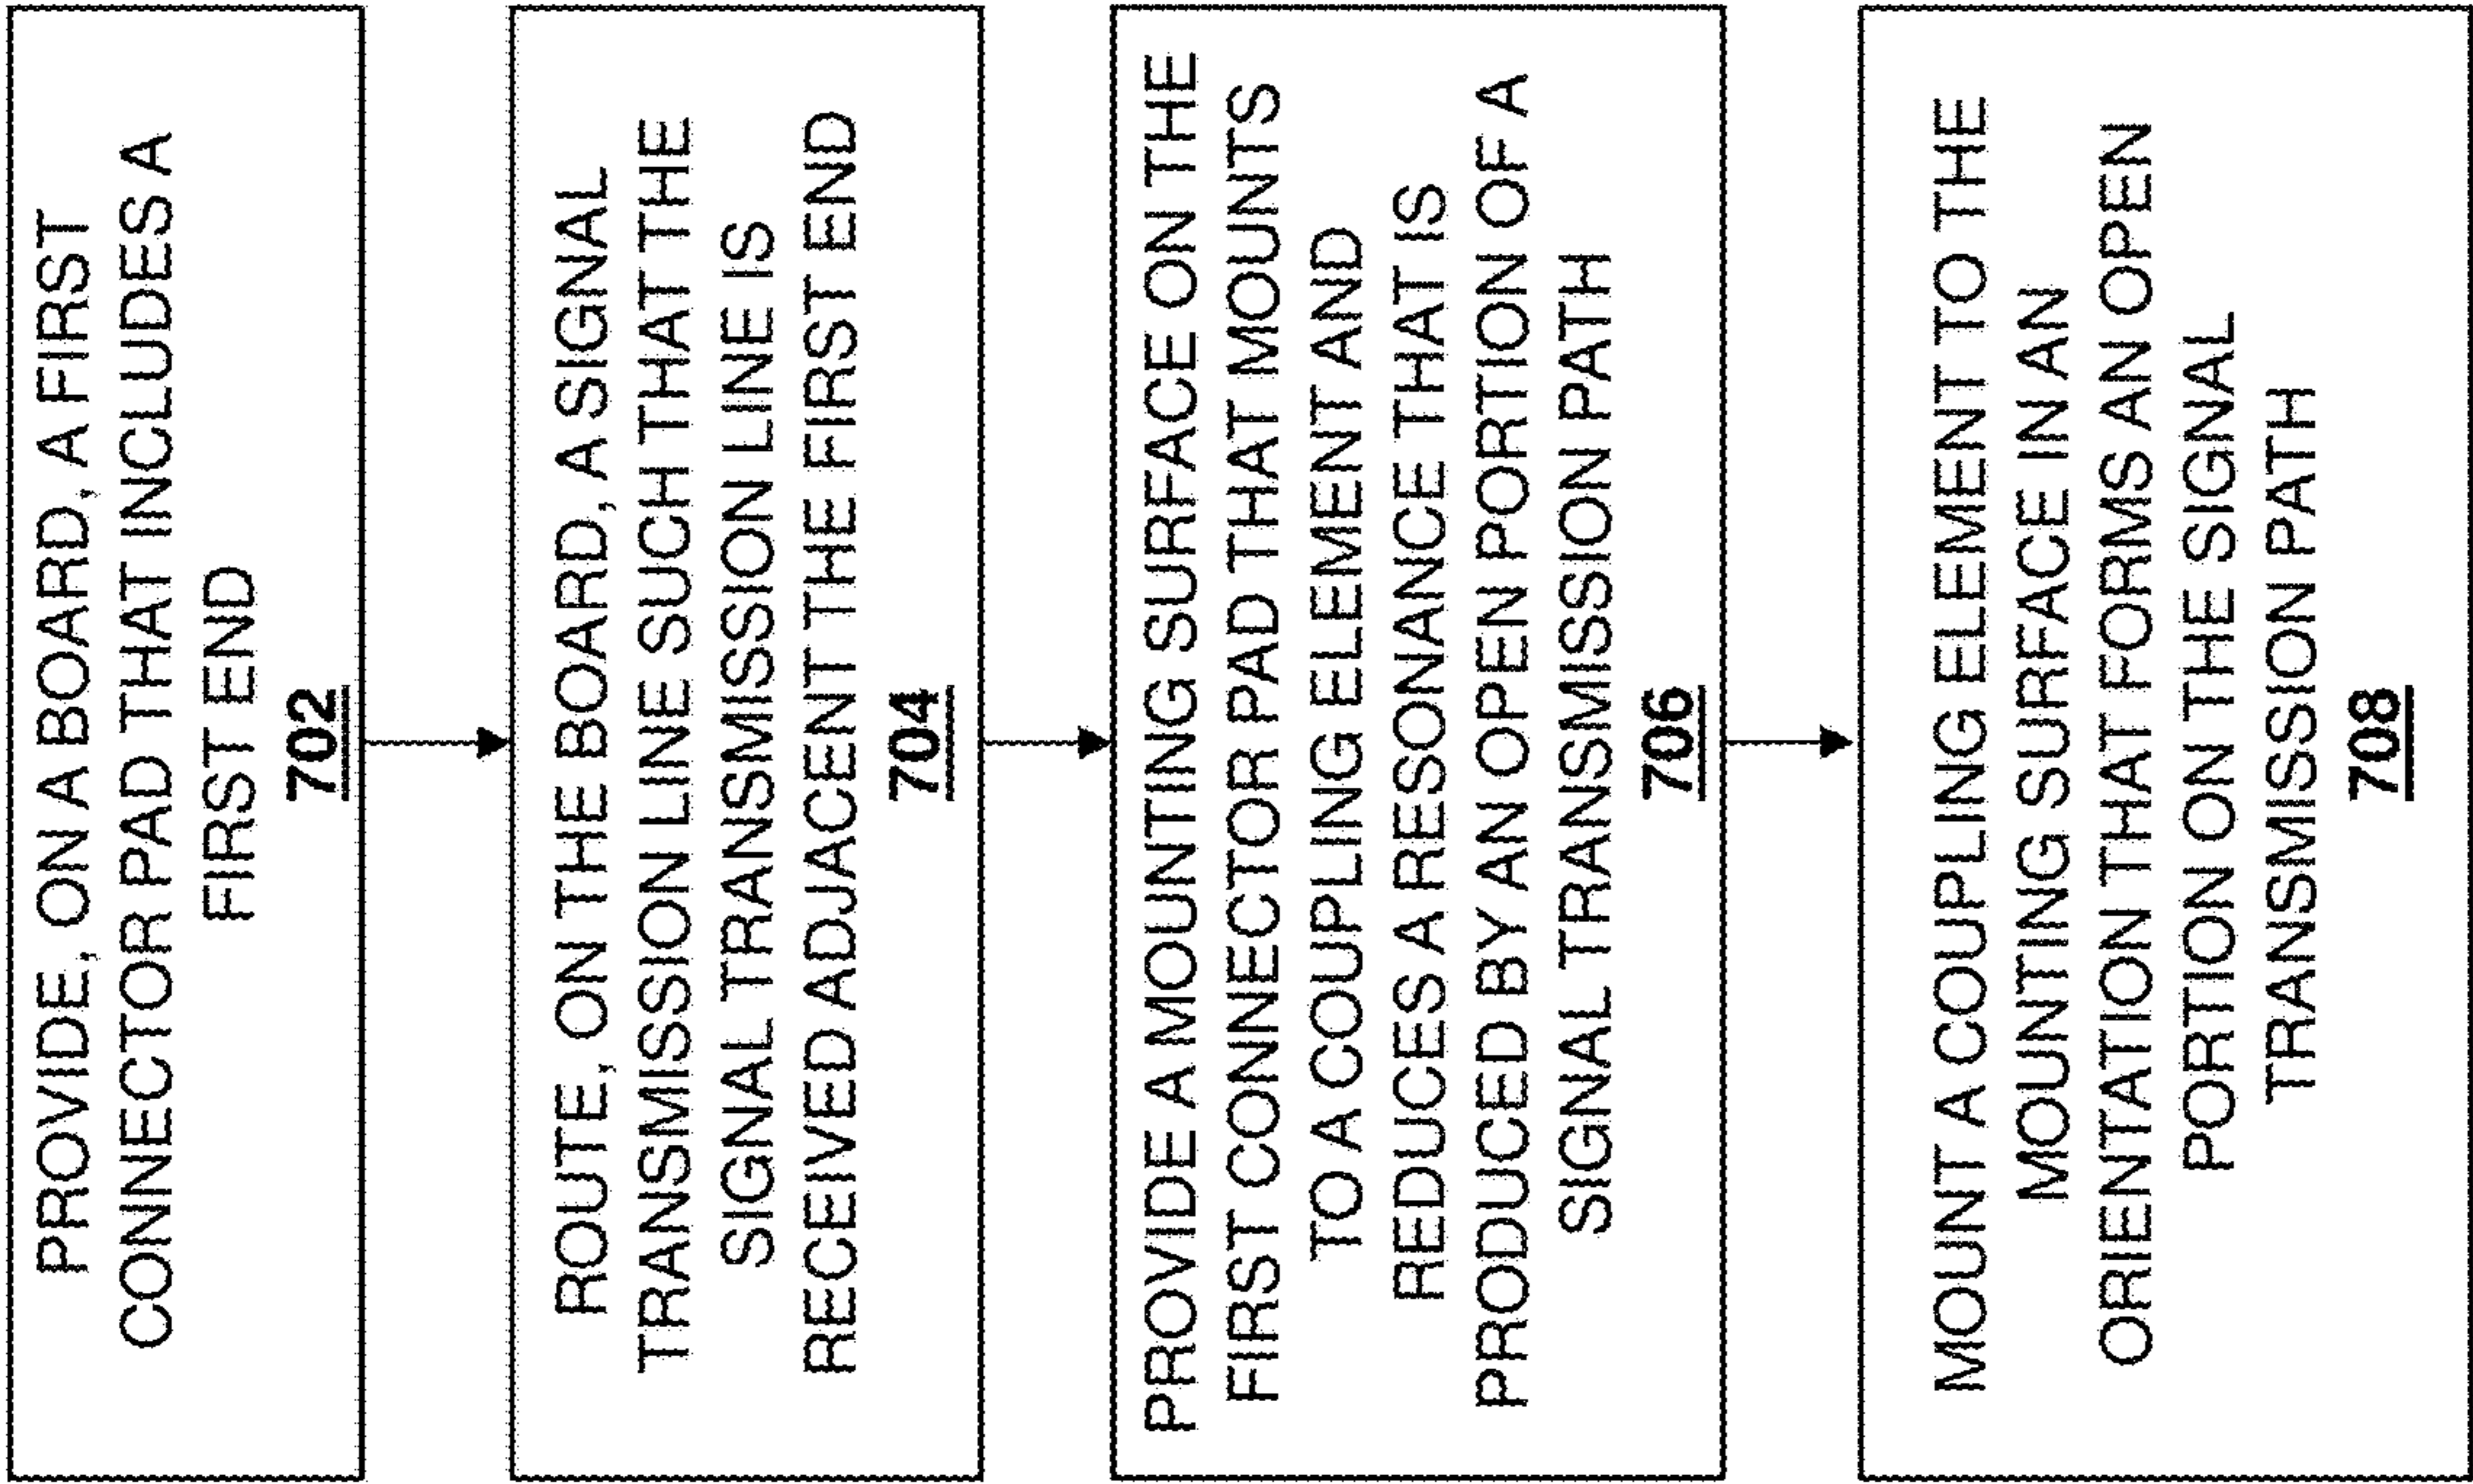 PROVIDE, ON A BOARD, A FIRST
CONNECTOR PAD THAT INCLUDES A
FIRST END
702
ROUTE, ON THE BOARD, A SIGNAL
TRANSMISSION LINE SUCH THAT THE
SIGNAL TRANSMISSION LINE IS
RECEIVED ADJACENT THE FIRST END
704
PROVIDE A MOUNTING SURFACE ON THE
FIRST CONNECTOR PAD THAT MOUNTS
TO A COUPLING ELEMENT AND
REDUCES A RESONANCE THAT IS
PRODUCED BY AN OPEN PORTION OF A
SIGNAL TRANSMISSION PATH
706
MOUNT A COUPLING ELEMENT TO THE
MOUNTING SURFACE IN AN
ORIENTATION THAT FORMS AN OPEN
PORTION ON THE SIGNAL
TRANSMISSION PATH
708